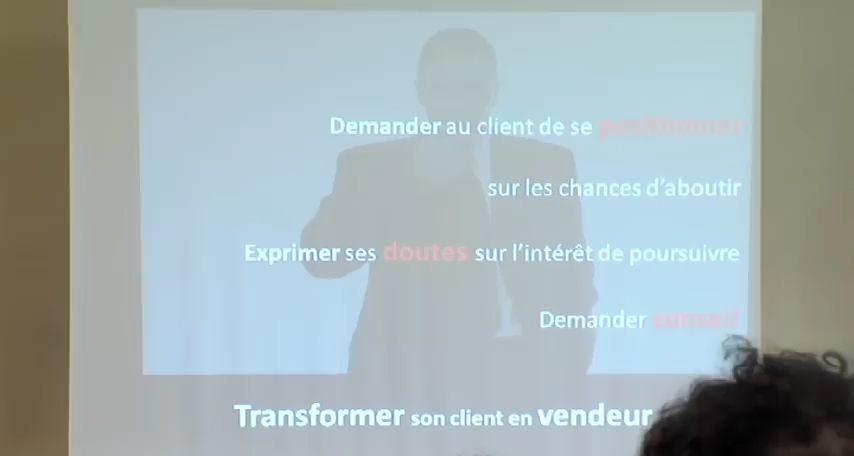 Demander au client de se positionner
sur les chances d'aboutir
Exprimer ses doutes sur l'intérêt de poursuivre
Demander conseil
Transformer son client en vendeur